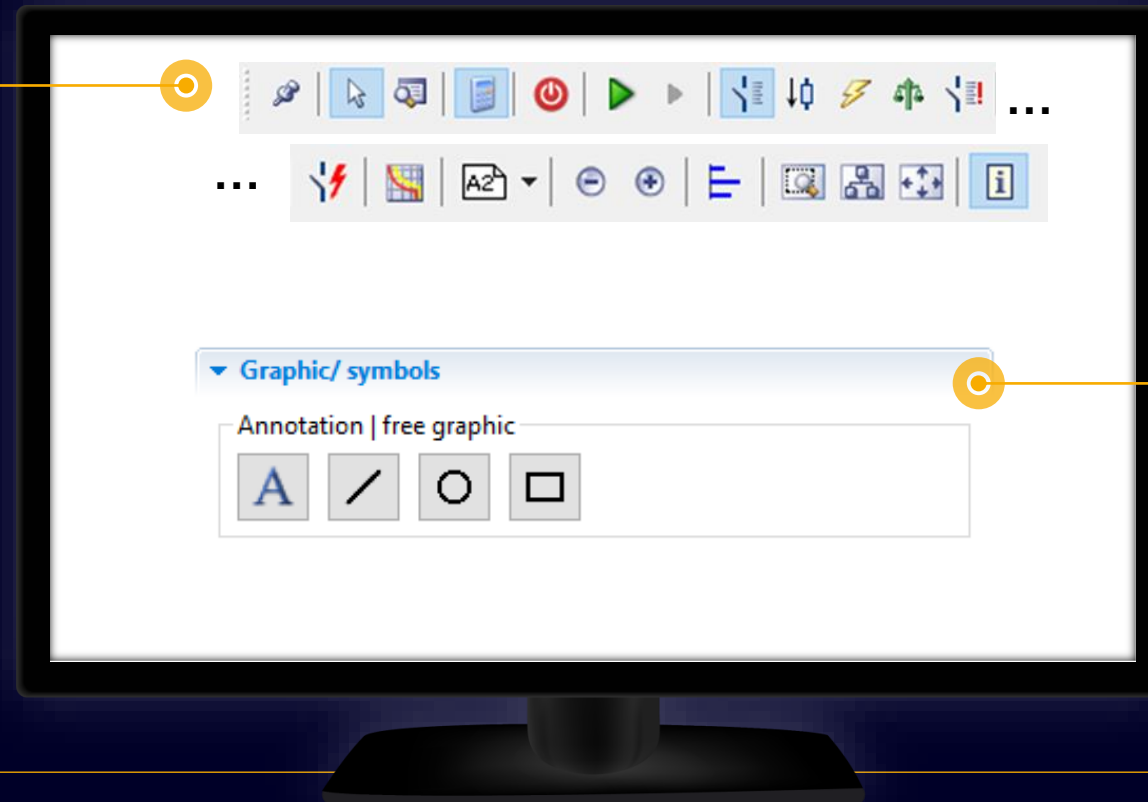 ...
... A2
i
Graphic/ symbols
Annotation | free graphic
A